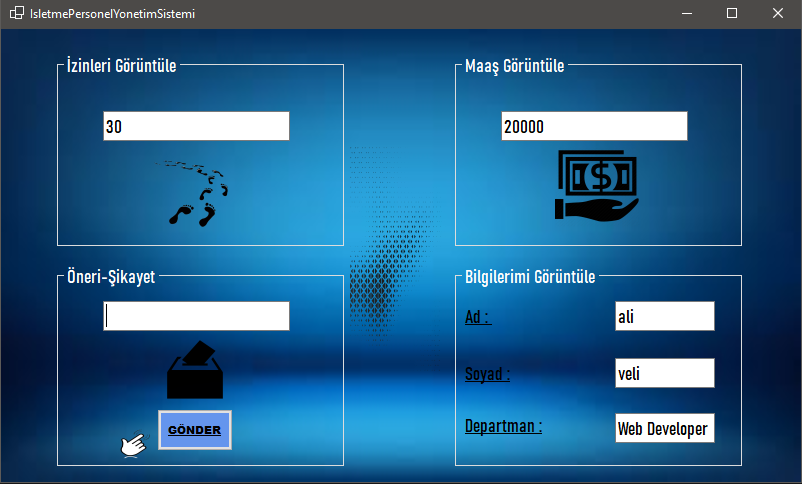 IsletmePersonelYonetimSistemi
İzinleri Görüntüle
30
Maaş Görüntüle
20000
$
Öneri-Şikayet
GÖNDER
Bilgilerimi Görüntüle
Ad :
ali
Soyad :
veli
Departman :
Web Developer